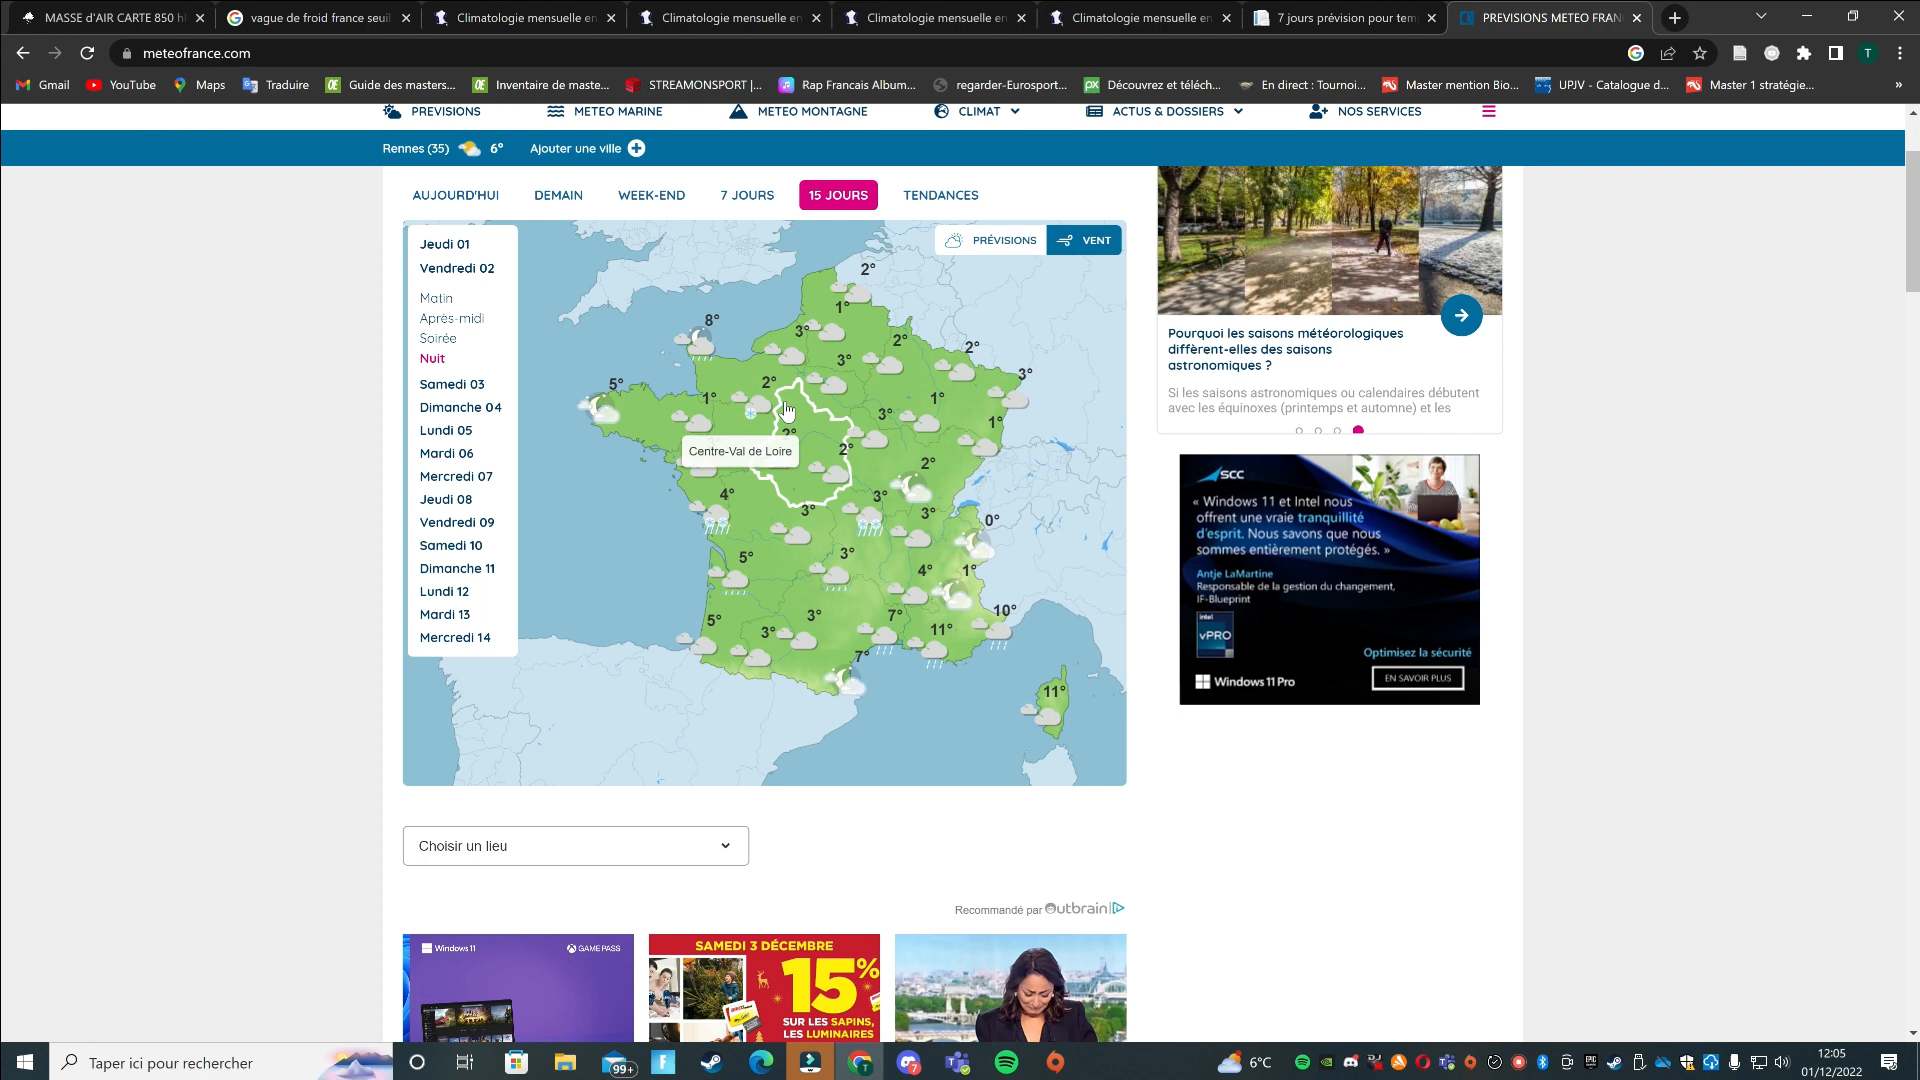 MASSE d'AIR CARTE 850 h
vague de froid france seuil
Climatologie mensuelle en
Climatologie mensuelle en
Climatologie mensuelle en
Climatologie mensuelle en
7 jours prévision pour tem
PREVISIONS METEO FRAN
meteofrance.com
T
Gmail
YouTube
Maps
Traduire
Guide des masters...
Inventaire de maste...
STREAMONSPORT |...
Rap Francais Album...
regarder-Eurosport...
Découvrez et téléch...
En direct : Tournoi...
Master mention Bio...
UPJV - Catalogue d...
Master 1 stratégie...
»
PREVISIONS
METEO MARINE
METEO MONTAGNE
CLIMAT
ACTUS & DOSSIERS
NOS SERVICES
Rennes (35) 6°
Ajouter une ville
AUJOURD'HUI
DEMAIN
WEEK-END
7 JOURS
15 JOURS
TENDANCES
Jeudi 01
Vendredi 02
Matin
Après-midi
Soirée
Nuit
Samedi 03
Dimanche 04
Lundi 05
Mardi 06
Mercredi 07
Jeudi 08
Vendredi 09
Samedi 10
Dimanche 11
Lundi 12
Mardi 13
Mercredi 14
PRÉVISIONS
VENT
2°
1°
8°
3°
2°
2°
3°
3°
2°
5°
1°
1°
3°
1°
2°
Centre-Val de Loire
2°
2°
4°
3°
3°
3°
0°
5°
3°
4°
1°
5°
3°
3°
7°
11°
10°
7°
11°
Pourquoi les saisons météorologiques
diffèrent-elles des saisons
astronomiques ?
Si les saisons astronomiques ou calendaires débutent
avec les équinoxes (printemps et automne) et les
SCC
« Windows 11 et Intel nous
offrent une vraie tranquillité
d'esprit. Nous savons que nous
sommes entièrement protégés. »
Antje LaMartine
Responsable de la gestion du changement,
IF-Blueprint
intel
vPRO
Optimisez la sécurité
Windows 11 Pro
EN SAVOIR PLUS
Choisir un lieu
Recommandé par Outbrain
Windows 11
GAME PASS
SAMEDI 3 DÉCEMBRE
15%
SUR LES SAPINS,
LES LUMINAIRES
Taper ici pour rechercher
99+
7
6°C
12:05
01/12/2022